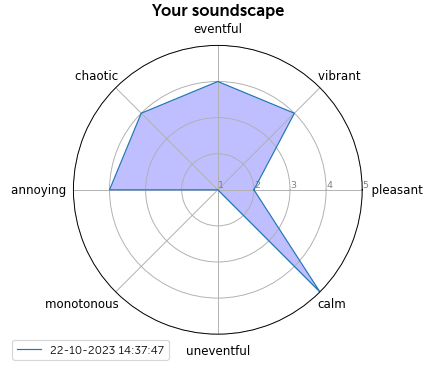 Your soundscape
eventful
chaotic
vibrant
annoying
1
2
3
4
5
pleasant
monotonous
calm
uneventful
22-10-2023 14:37:47